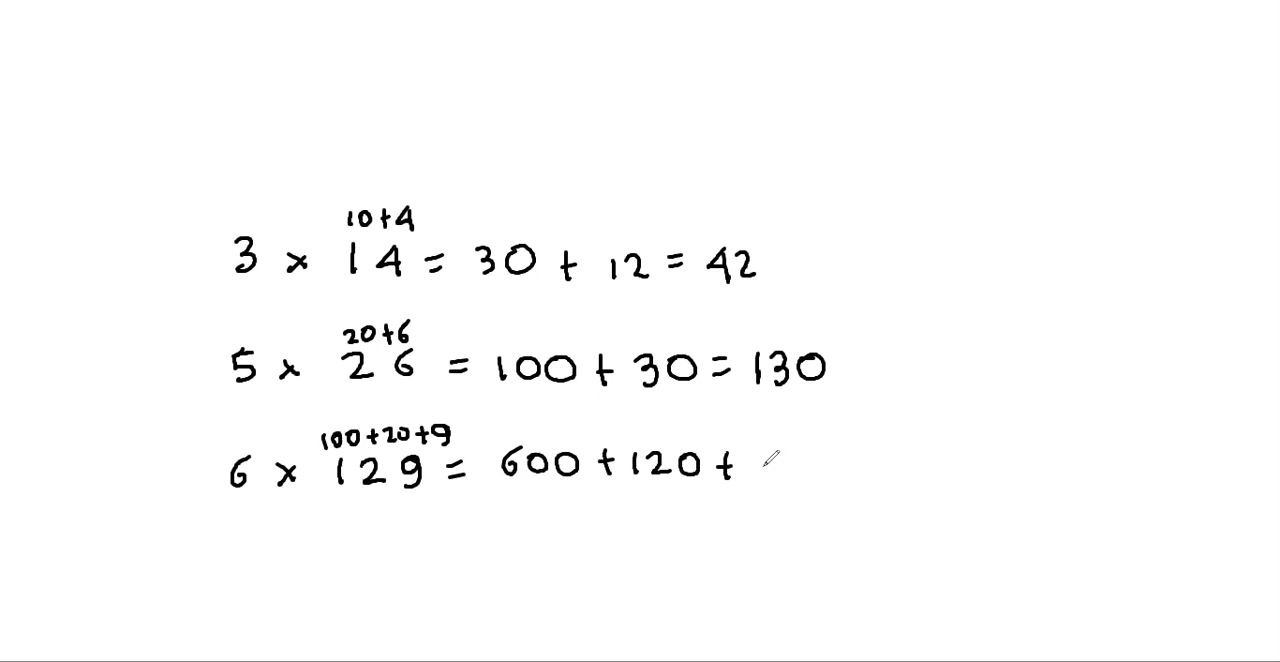 10+4
3 × 14 = 30 + 12 = 42
20+6
5 × 26 = 100 + 30 = 130
100+20+9
6 × 129 = 600 + 120 +